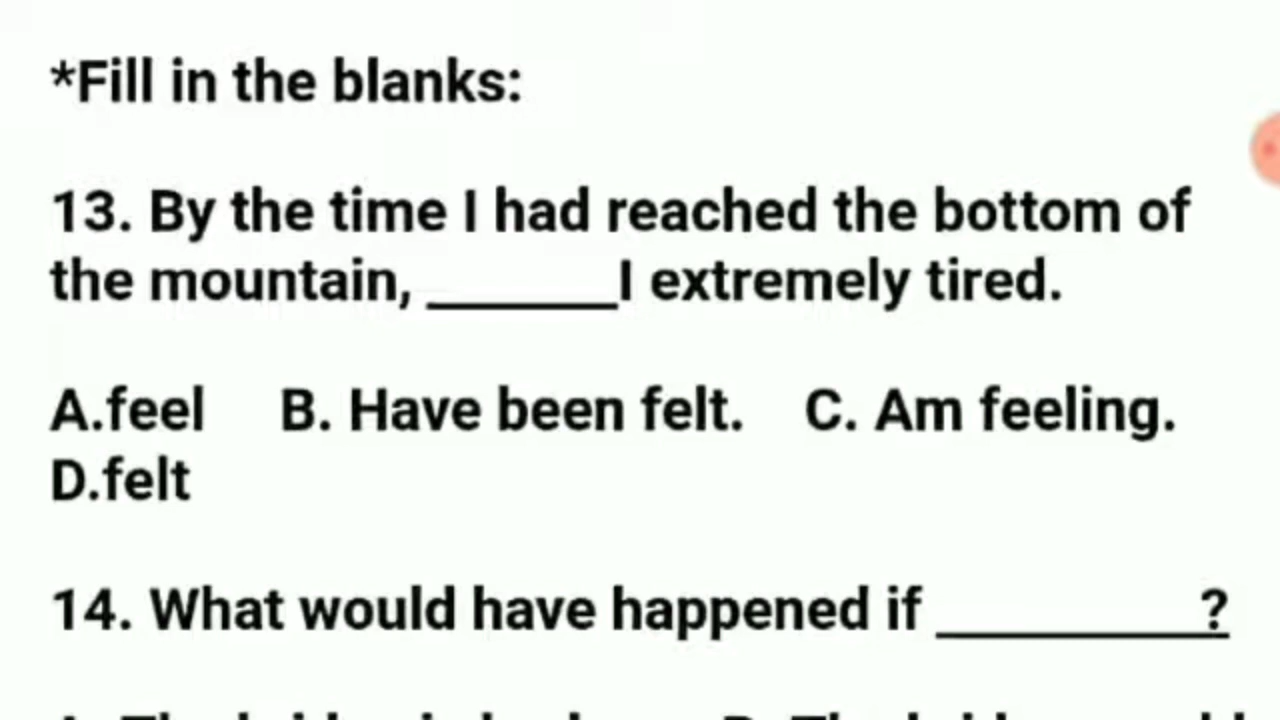 *Fill in the blanks:
13. By the time I had reached the bottom of
the mountain, ______I extremely tired.
A.feel B. Have been felt. C. Am feeling.
D.felt
14. What would have happened if _________?